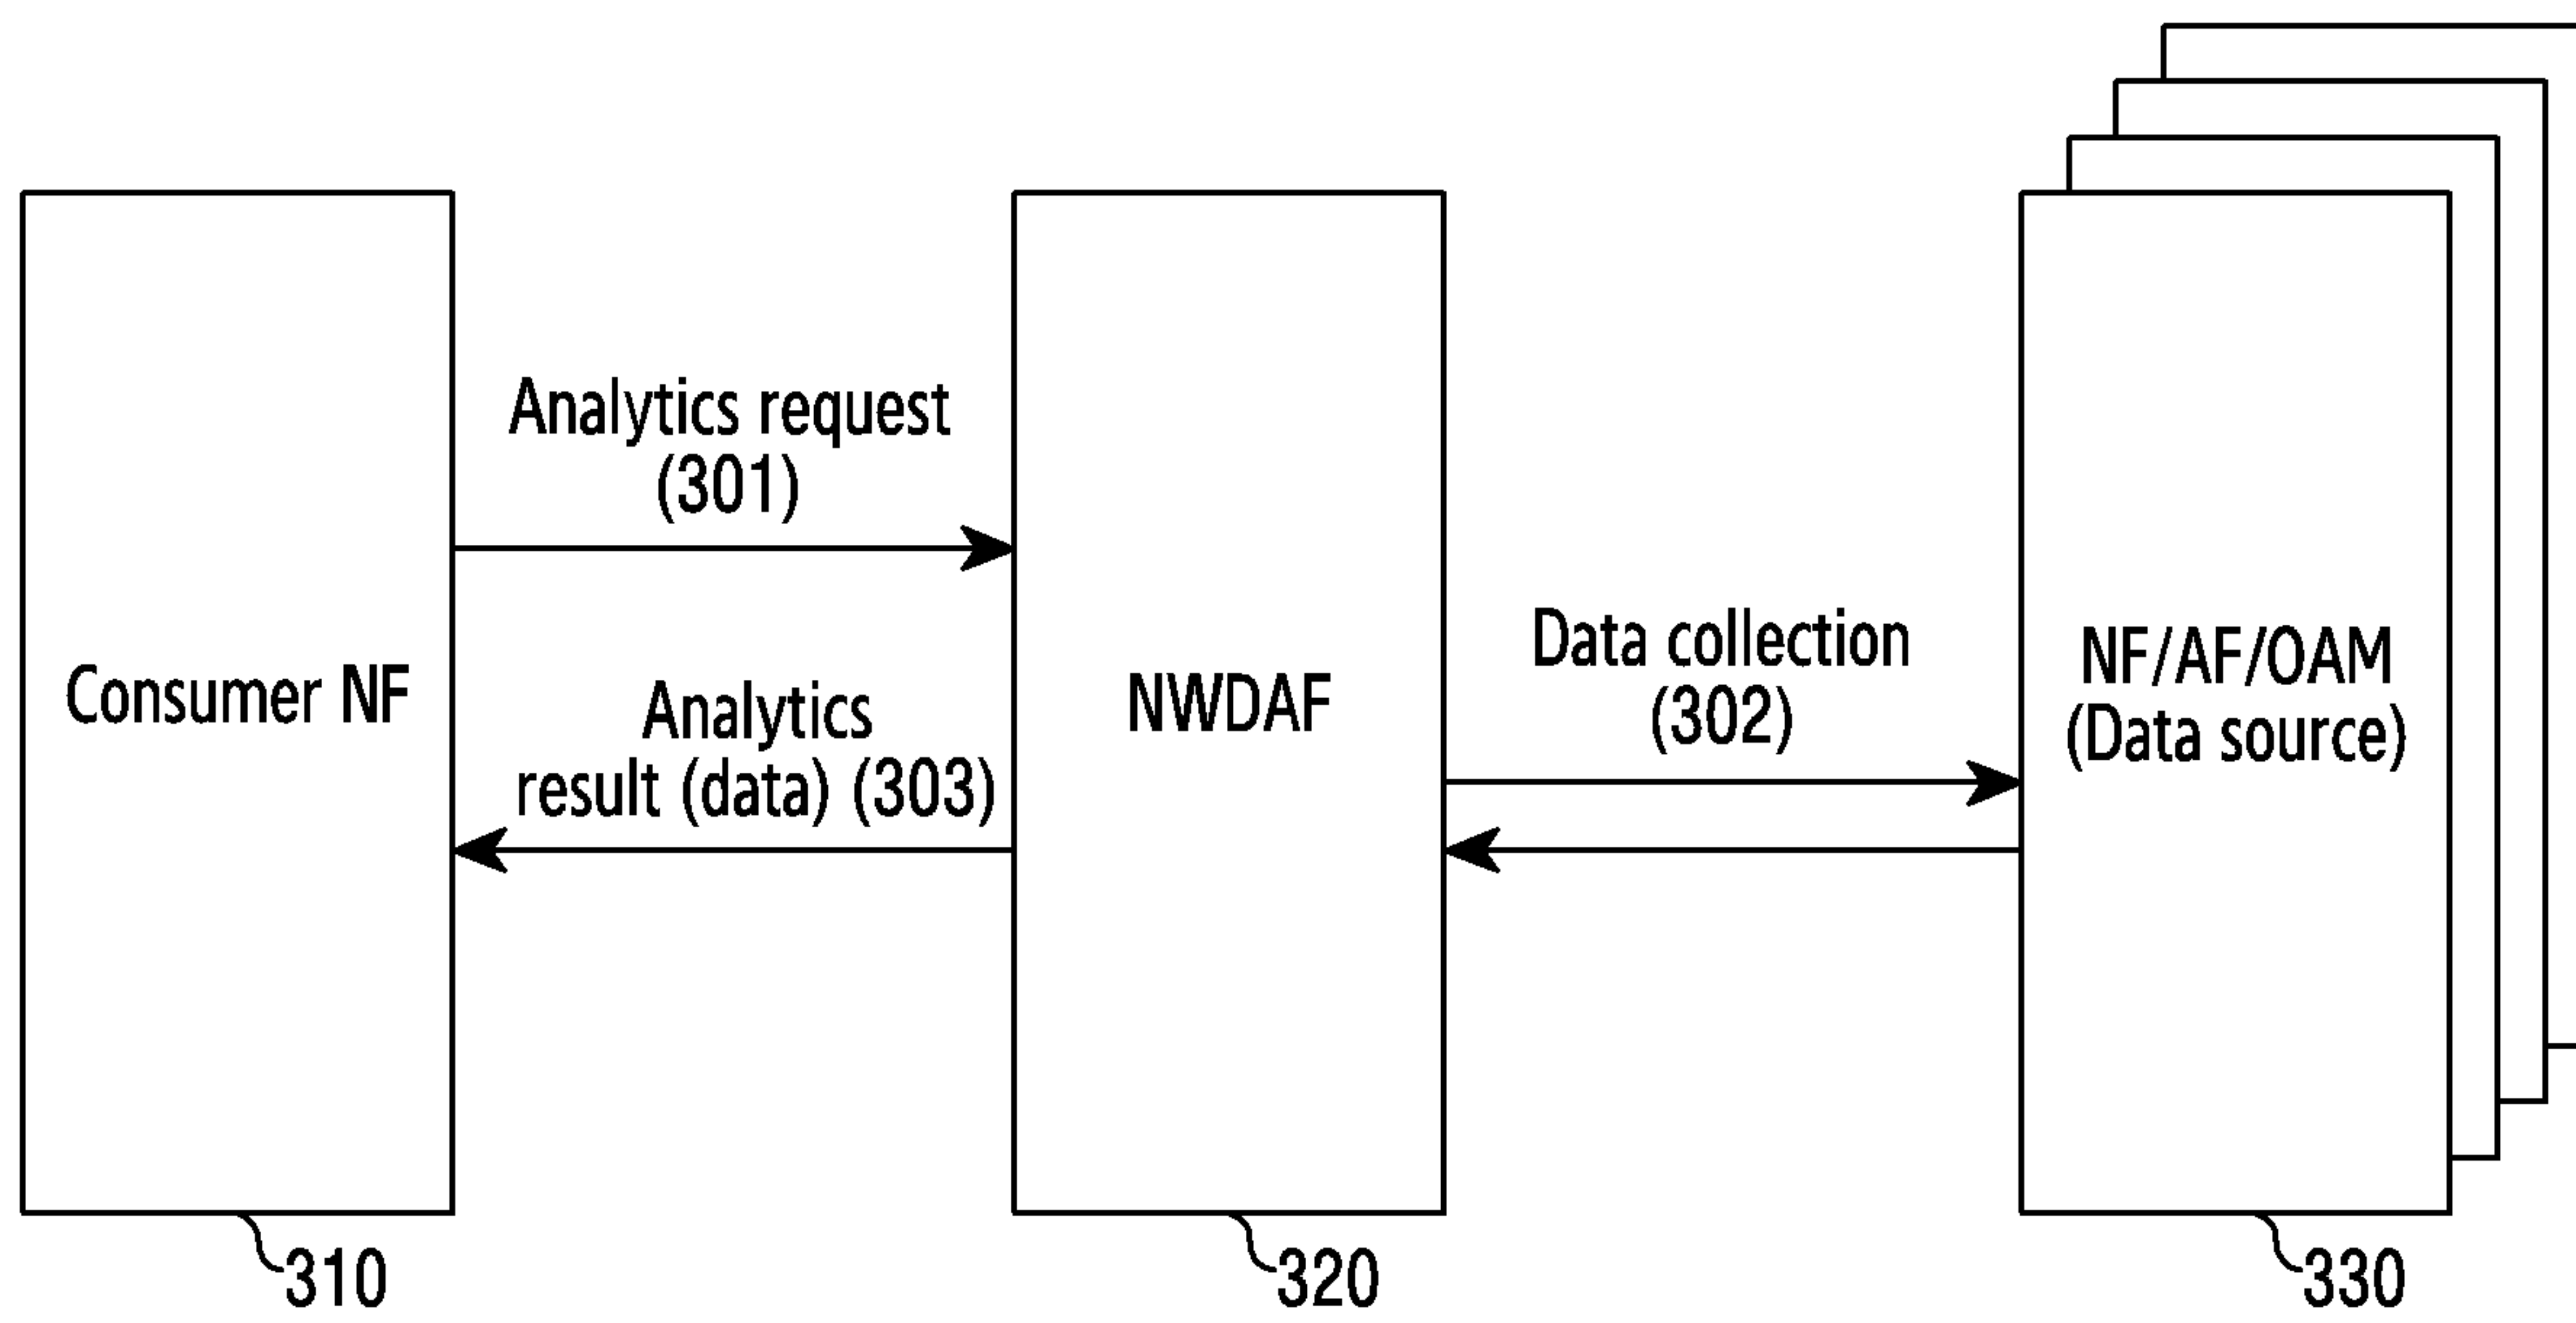 Consumer NF
Analytics request
(301)
Analytics
result (data) (303)
NWDAF
Data collection
(302)
NF/AF/OAM
(Data source)
310
320
330